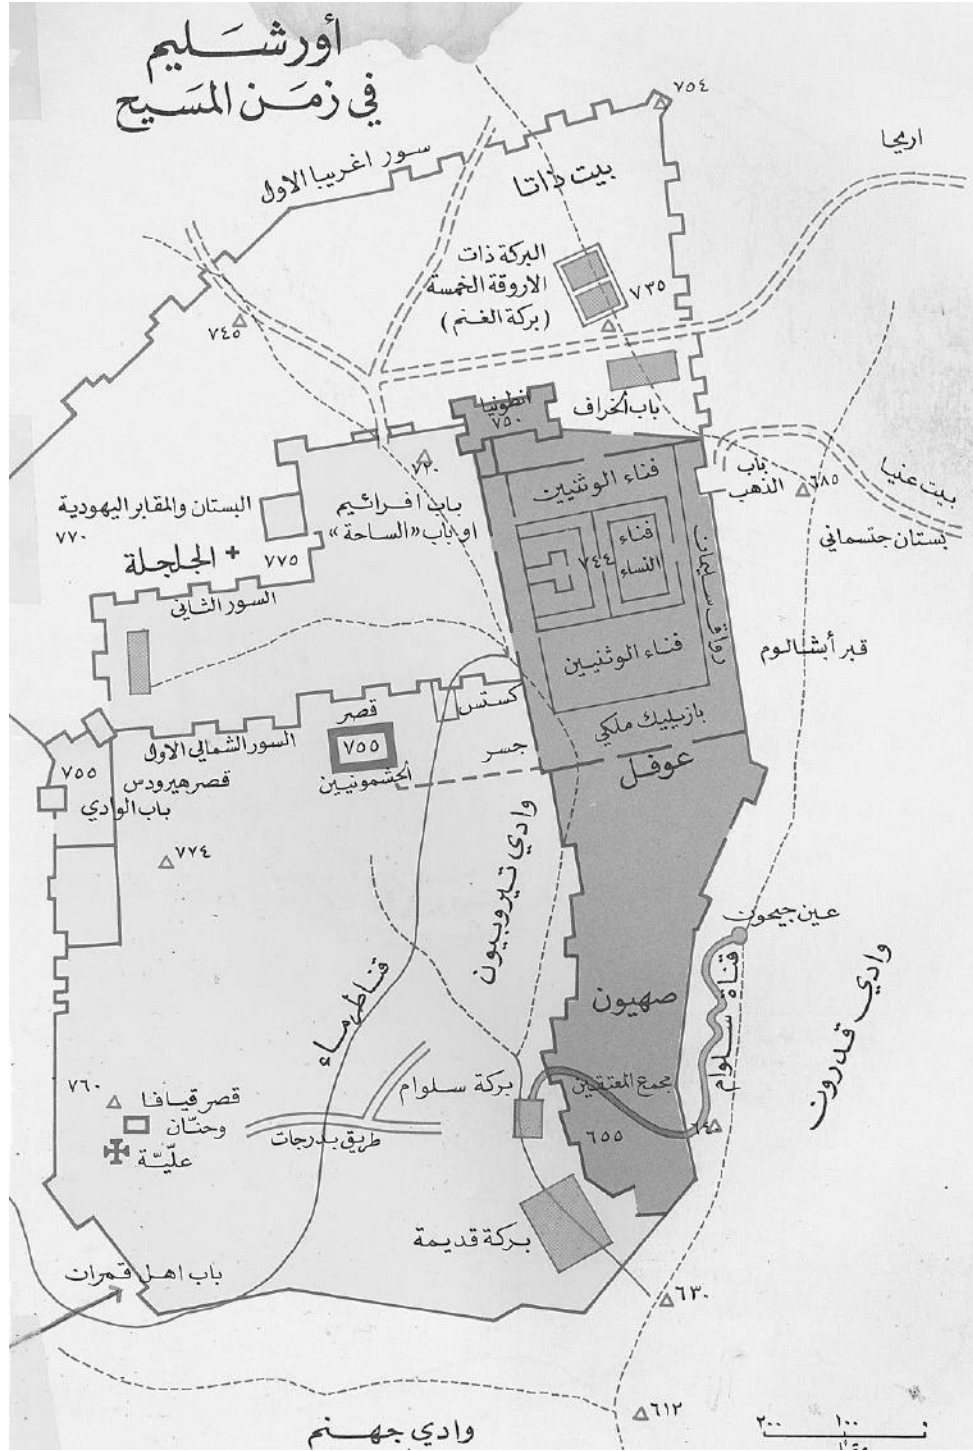 أورشليم
في زمن المسيح
٧٥٤
اريحا
سور اغريبا الاول
بيت ذاتا
البركة ذات
الاروقة الخمسة
(بركة الغنم)
٧٣٥
٧٤٥
انطونيا
٧٥٠
باب الخراف
٧٢٠
فناء الوثنيين
باب
الذهب
٦٨٥
بيت عنيا
بستان جتسماني
البستان والمقابر اليهودية
٧٧٠
باب افرائيم
او باب «الساحة»
فناء
النساء
٧٤٤
رواق سليمان
الجلجلة
٧٧٥
السور الثاني
فناء الوثنيين
قبر أبشالوم
كستس
بازيليك ملكي
قصر
٧٥٥
الحشمونيين
السور الشمالي الاول
جسر
عوفل
٧٥٥
قصر هيرودس
باب الوادي
٧٧٤
وادي تيروبيون
عين جيحون
قناة سلوام
وادي قدرون
صهيون
قناطر ماء
بركة سلوام
مجمع المعتقين
٧٦٠
قصر قيافا
وحنّان
علّيّة
طريق بدرجات
٦٥٥
٦٤٠
بركة قديمة
باب اهل قمران
٦٣٠
٦١٢
وادي جهنم
٢٠٠ ١٠٠ ٠